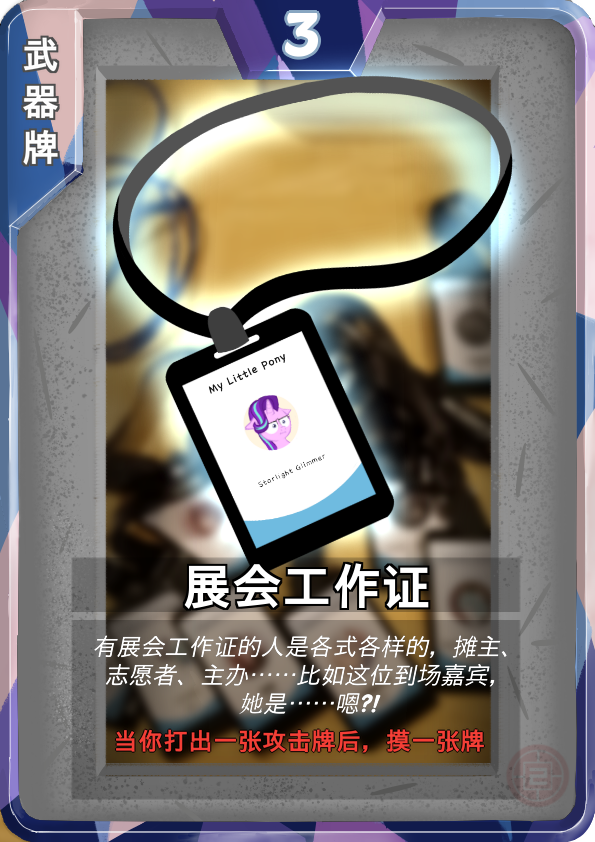 3
武器牌
My Little Pony
Starlight Glimmer
展会工作证
有展会工作证的人是各式各样的，摊主、
志愿者、主办……比如这位到场嘉宾，
她是……嗯?!
当你打出一张攻击牌后，摸一张牌